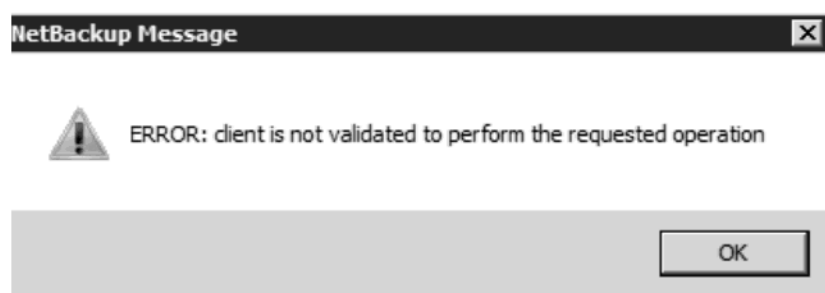 NetBackup Message
ERROR: client is not validated to perform the requested operation
OK